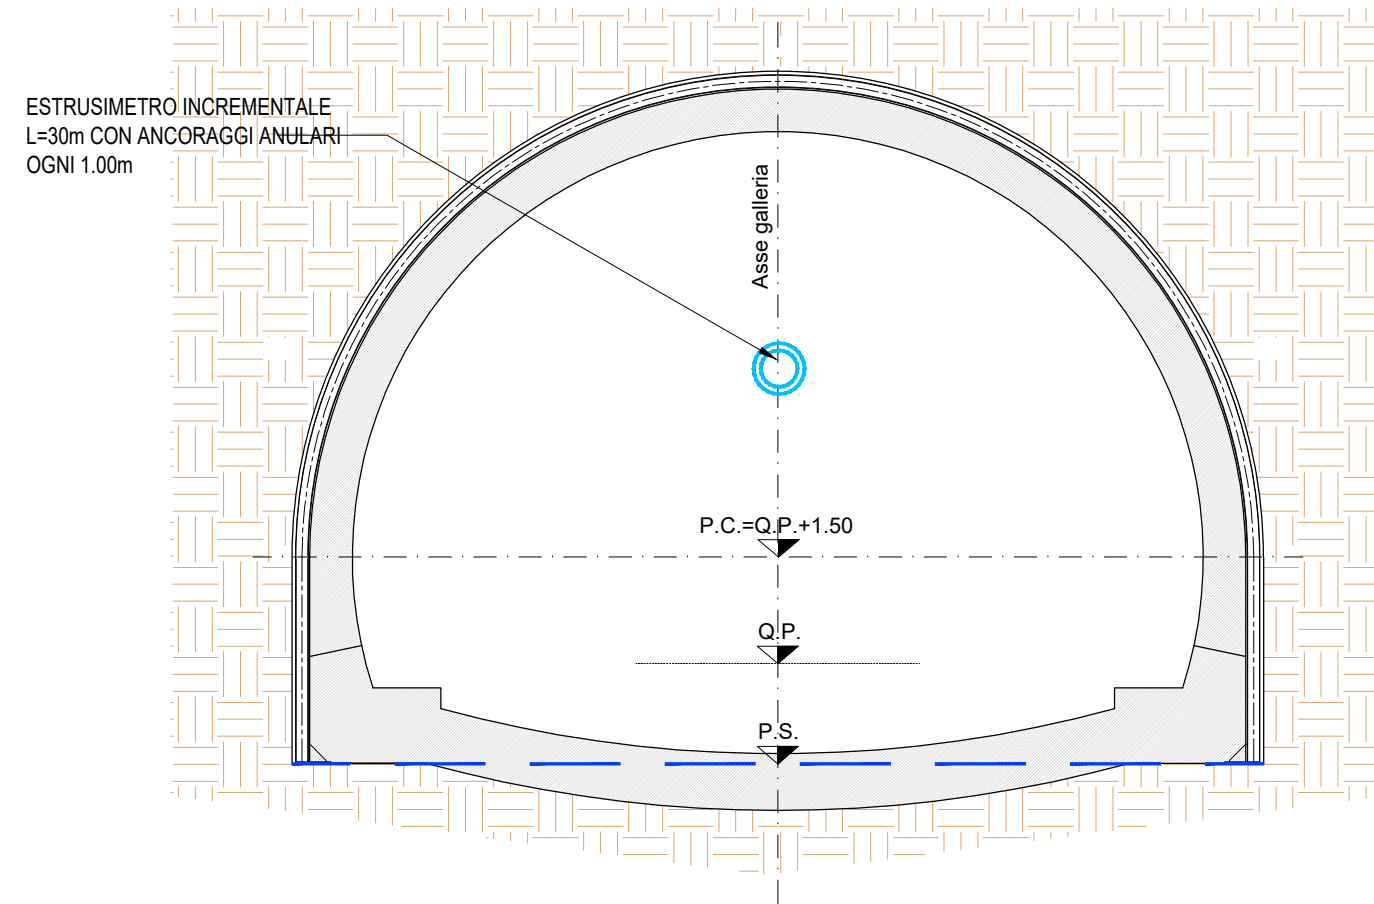 ESTRUSIMETRO INCREMENTALE
L=30m CON ANCORAGGI ANULARI
OGNI 1.00m
Asse galleria
P.C.=Q.P.+1.50
Q.P.
P.S.